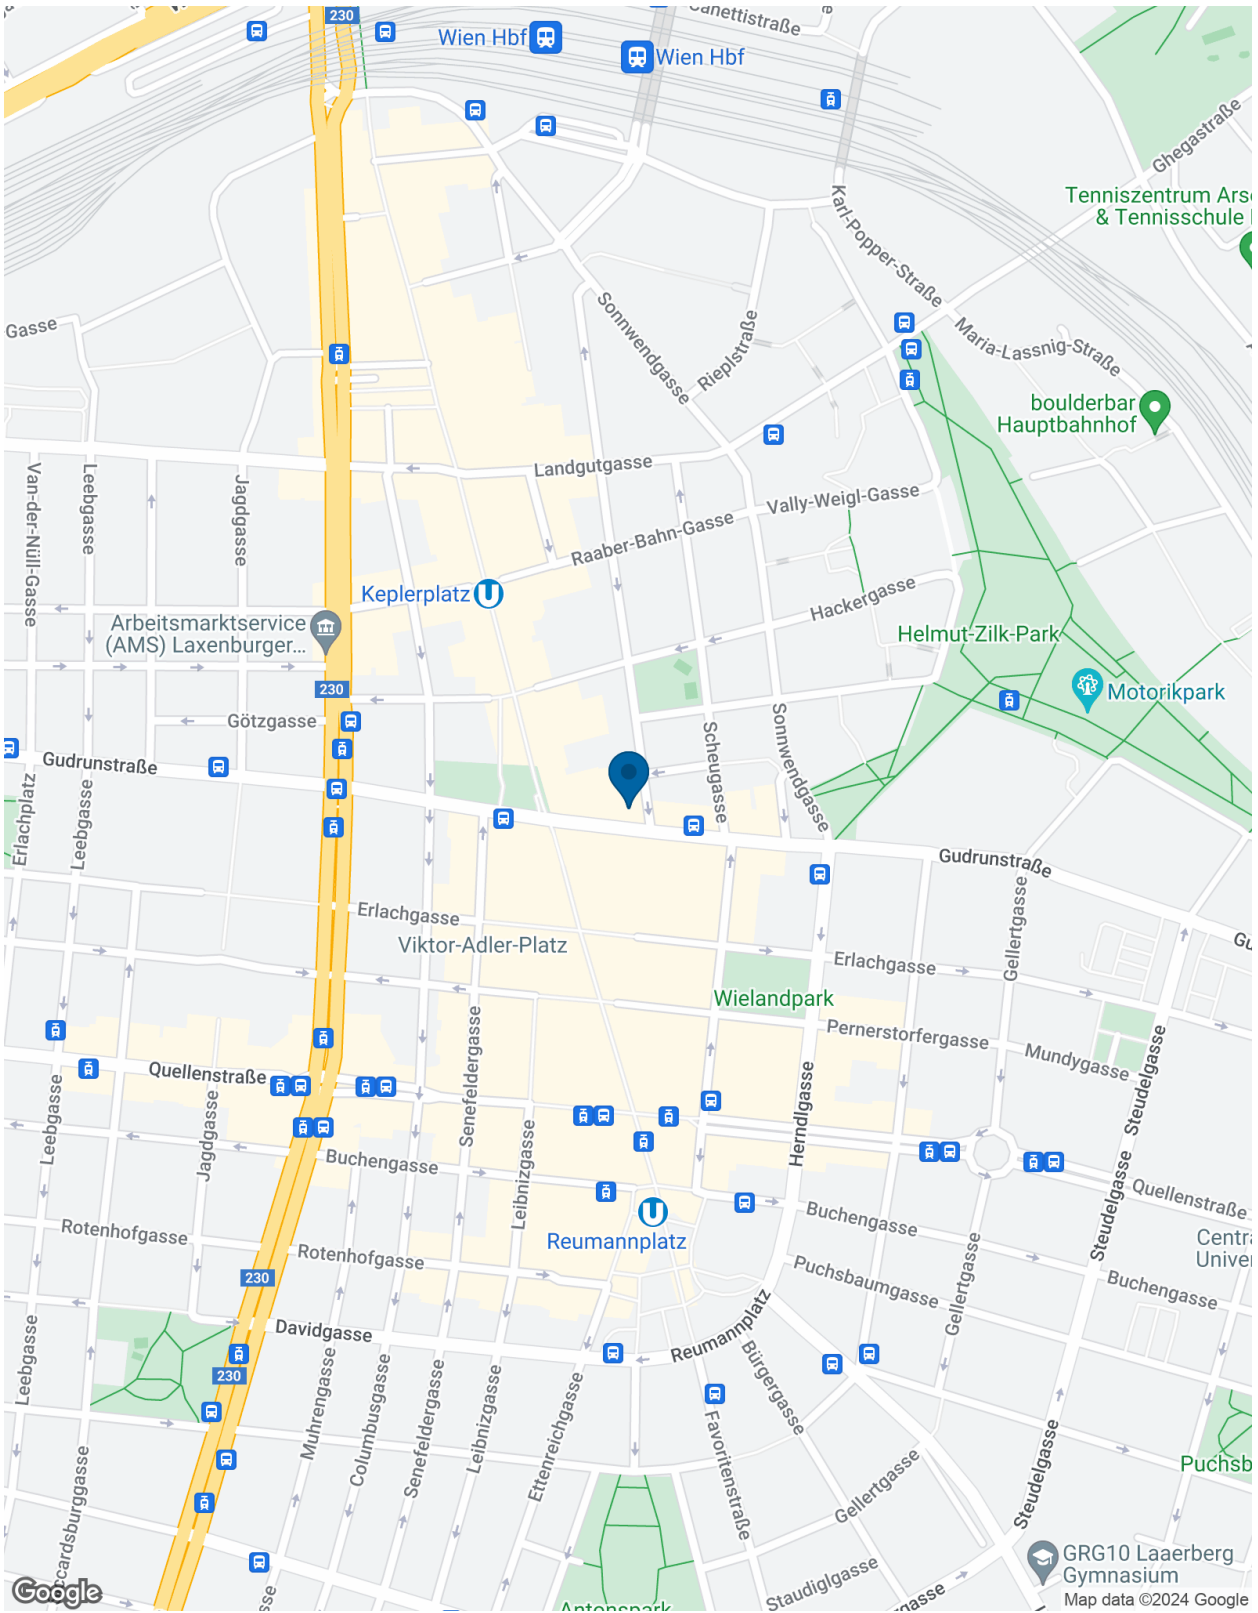 230
Wien Hbf
Wien Hbf
Canettistraße
Ghegastraße
Tenniszentrum Arse
& Tennisschule
Karl-Popper-Straße
Gasse
Sonnwendgasse
Rieplstraße
Maria-Lassnig-Straße
boulderbar
Hauptbahnhof
Landgutgasse
Van-der-Nüll-Gasse
Leebgasse
Jagdgasse
Vally-Weigl-Gasse
Raaber-Bahn-Gasse
Keplerplatz
Hackergasse
Arbeitsmarktservice
(AMS) Laxenburger...
Helmut-Zilk-Park
230
Motorikpark
Götzgasse
Scheugasse
Sonnwendgasse
Gudrunstraße
Erlachplatz
Leebgasse
Gudrunstraße
Erlachgasse
Viktor-Adler-Platz
Gellertgasse
Gu
Erlachgasse
Wielandpark
Pernerstorfergasse
Mundygasse
Quellenstraße
Senefeldergasse
Herndlgasse
Steudelgasse
Leebgasse
Jagdgasse
Buchengasse
Leibnizgasse
Quellenstraße
Steudelgasse
Buchengasse
Rotenhofgasse
Reumannplatz
Rotenhofgasse
Centra
Univer
Puchsbaumgasse
Gellertgasse
Buchengasse
230
Davidgasse
Reumannplatz
Leebgasse
230
Muhrengasse
Columbusgasse
Senefeldergasse
Leibnizgasse
Ettenreichgasse
Bürgergasse
Favoritenstraße
Puchsb
Gellertgasse
Steudelgasse
ccardsburggasse
GRG10 Laaerberg
Gymnasium
Staudiglgasse
gasse
sse
Antonspark
Google
Map data ©2024 Google